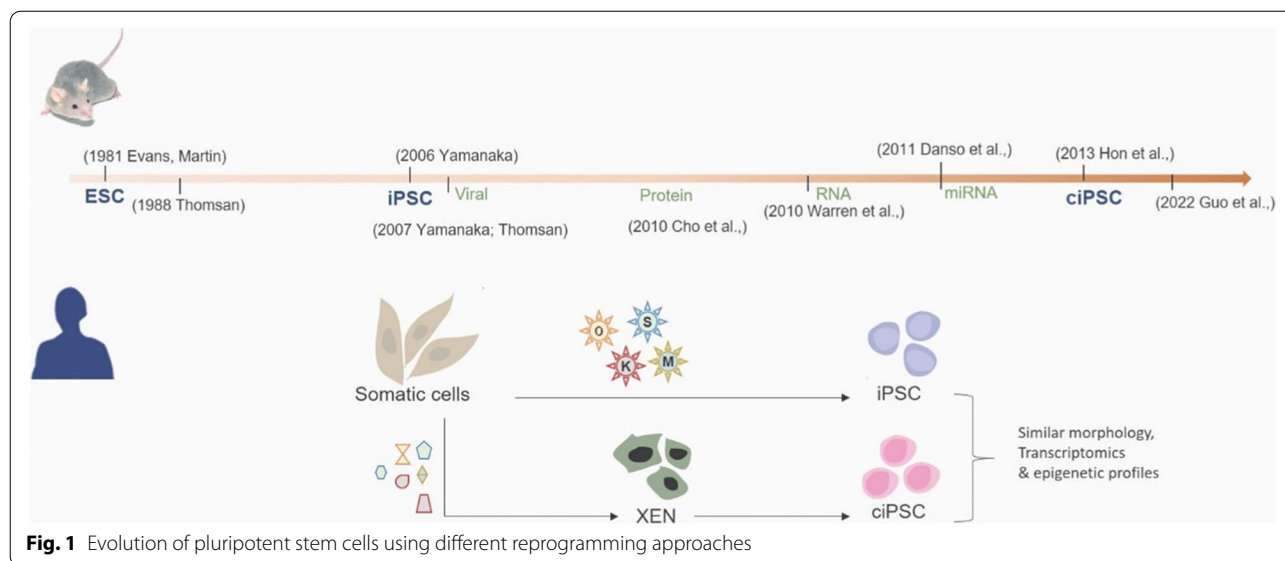 (1981 Evans, Martin)
(2006 Yamanaka)
(2011 Danso et al.,)
(2013 Hon et al.,)
ESC
(1988 Thomsan)
iPSC
Viral
Protein
RNA
miRNA
ciPSC
(2007 Yamanaka; Thomsan)
(2010 Cho et al.,)
(2010 Warren et al.,)
(2022 Guo et al.,)
O
S
K
M
Somatic cells
iPSC
XEN
ciPSC
Similar morphology,
Transcriptomics
& epigenetic profiles
Fig. 1 Evolution of pluripotent stem cells using different reprogramming approaches